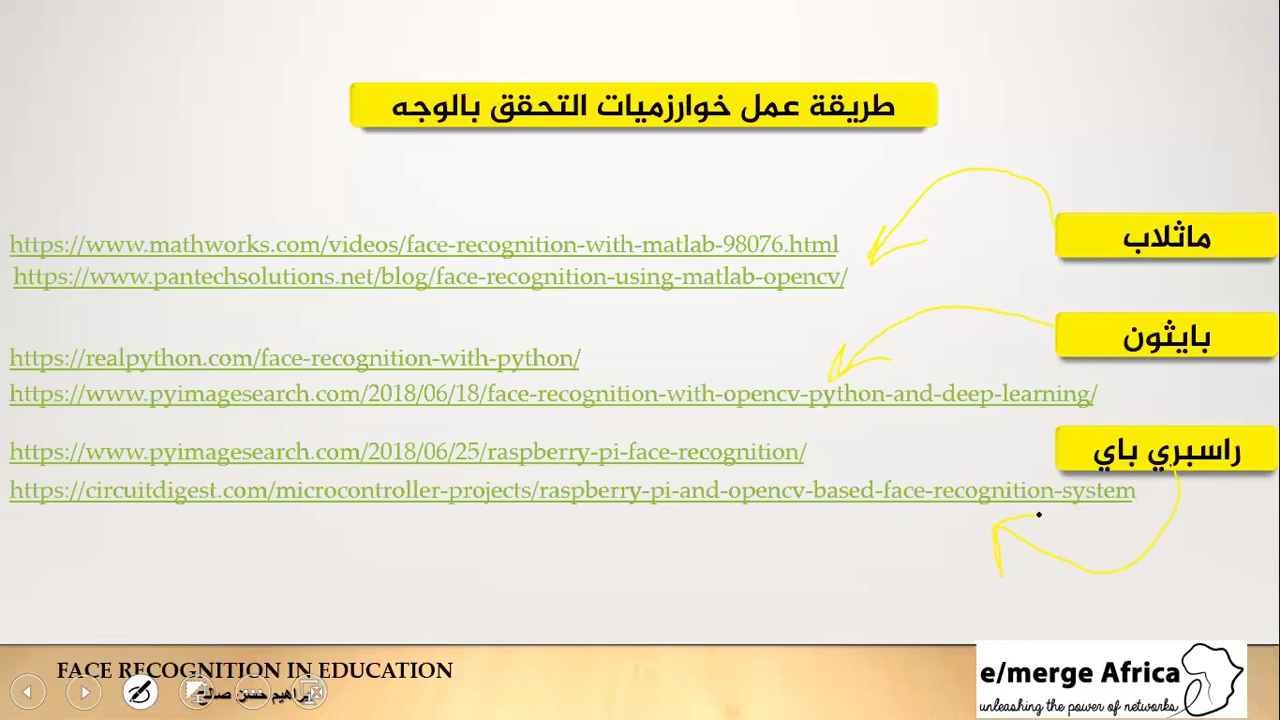 طريقة عمل خوارزميات التحقق بالوجه
ماثلاب
https://www.mathworks.com/videos/face-recognition-with-matlab-98076.html
https://www.pantechsolutions.net/blog/face-recognition-using-matlab-opencv/
بايثون
https://realpython.com/face-recognition-with-python/
https://www.pyimagesearch.com/2018/06/18/face-recognition-with-opencv-python-and-deep-learning/
راسبري باي
https://www.pyimagesearch.com/2018/06/25/raspberry-pi-face-recognition/
https://circuitdigest.com/microcontroller-projects/raspberry-pi-and-opencv-based-face-recognition-system
FACE RECOGNITION IN EDUCATION
حسن صالح
e/merge Africa
unleashing the power of networks